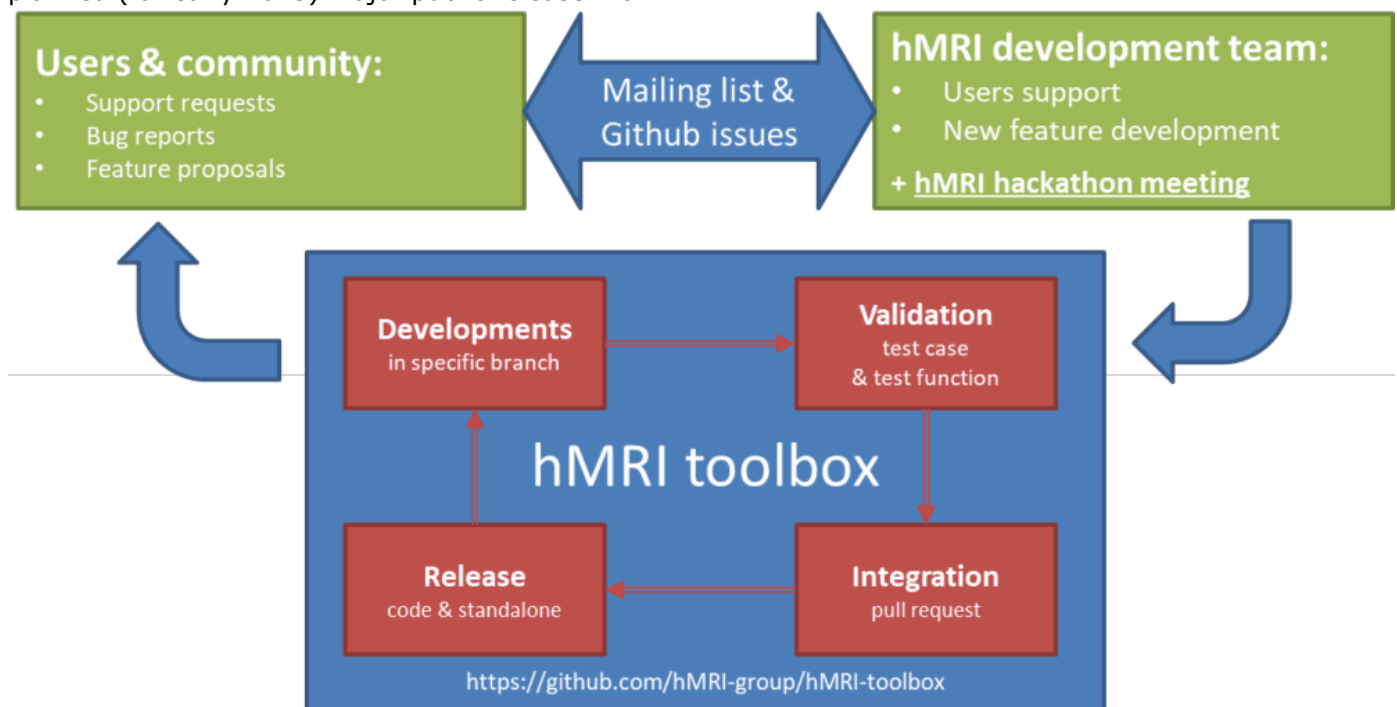 Users & community:
• Support requests
• Bug reports
• Feature proposals
Mailing list &
Github issues
hMRI development team:
• Users support
• New feature development
+ hMRI hackathon meeting
Developments
in specific branch
Validation
test case
& test function
hMRI toolbox
Release
code & standalone
Integration
pull request
https://github.com/hMRI-group/hMRI-toolbox